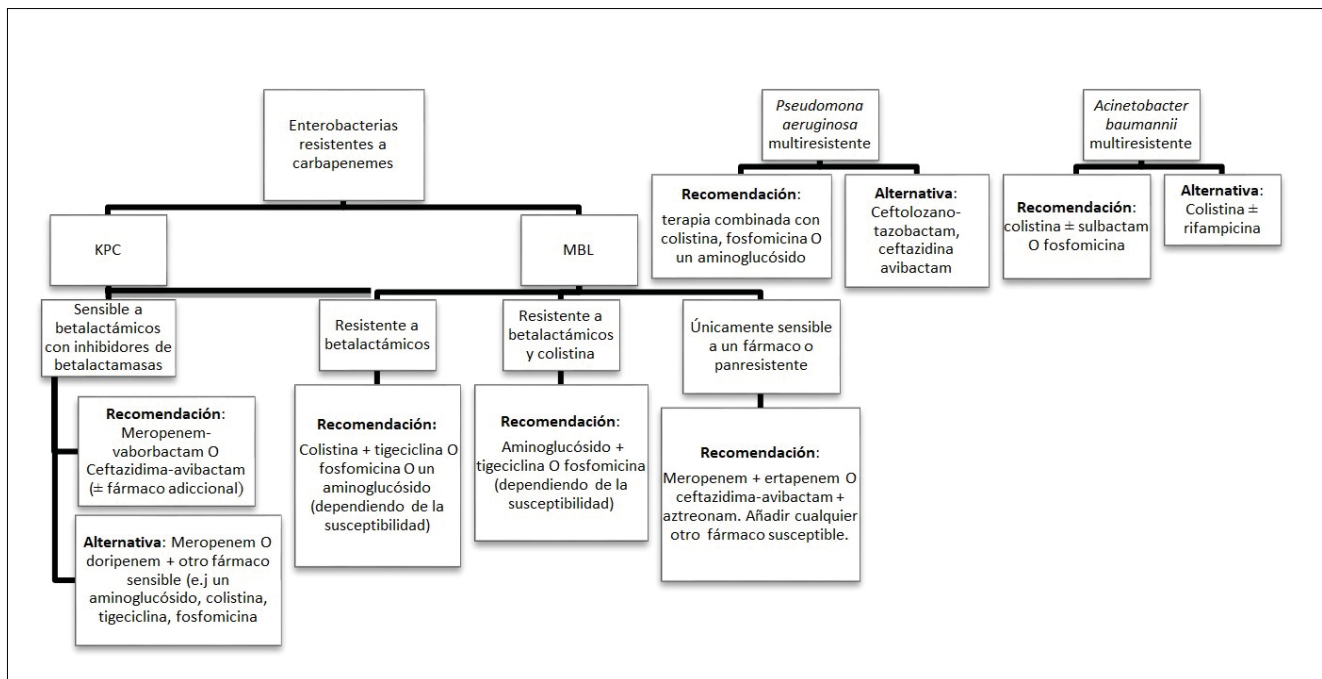 Enterobacterias
resistentes a
carbapenemes
KPC
MBL
Sensible a
betalactámicos
con inhibidores de
betalactamasas
Recomendación:
Meropenem-
vaborbactam O
Ceftazidima-avibactam
(± fármaco adiccional)
Alternativa: Meropenem O
doripenem + otro fármaco
sensible (e.j un
aminoglucósido, colistina,
tigeciclina, fosfomicina
Resistente a
betalactámicos
Recomendación:
Colistina + tigeciclina O
fosfomicina O un
aminoglucósido
(dependiendo de la
susceptibilidad)
Resistente a
betalactámicos
y colistina
Recomendación:
Aminoglucósido +
tigeciclina O fosfomicina
(dependiendo de la
susceptibilidad)
Únicamente sensible
a un fármaco o
panresistente
Recomendación:
Meropenem + ertapenem O
ceftazidima-avibactam +
aztreonam. Añadir cualquier
otro fármaco susceptible.
Pseudomona
aeruginosa
multiresistente
Recomendación:
terapia combinada con
colistina, fosfomicina O
un aminoglucósido
Alternativa:
Ceftolozano-
tazobactam,
ceftazidina
avibactam
Acinetobacter
baumannii
multiresistente
Recomendación:
colistina ± sulbactam
O fosfomicina
Alternativa:
Colistina ±
rifampicina